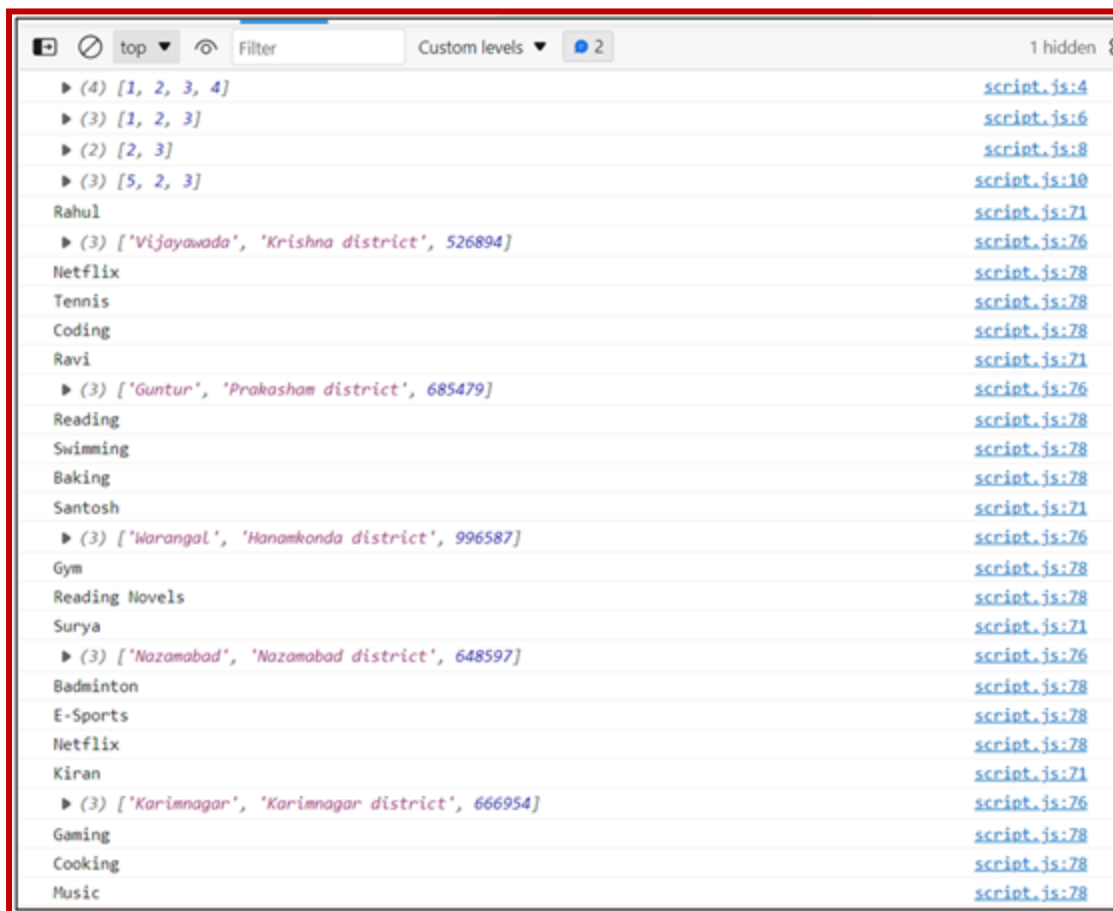 top ▼ Filter Custom levels ▼ 2 1 hidden
▶ (4) [1, 2, 3, 4] script.js:4
▶ (3) [1, 2, 3] script.js:6
▶ (2) [2, 3] script.js:8
▶ (3) [5, 2, 3] script.js:10
Rahul script.js:71
▶ (3) ['Vijayawada', 'Krishna district', 526894] script.js:76
Netflix script.js:78
Tennis script.js:78
Coding script.js:78
Ravi script.js:71
▶ (3) ['Guntur', 'Prakasham district', 685479] script.js:76
Reading script.js:78
Swimming script.js:78
Baking script.js:78
Santosh script.js:71
▶ (3) ['Warangal', 'Hanamkonda district', 996587] script.js:76
Gym script.js:78
Reading Novels script.js:78
Surya script.js:71
▶ (3) ['Nazamabad', 'Nazamabad district', 648597] script.js:76
Badminton script.js:78
E-Sports script.js:78
Netflix script.js:78
Kiran script.js:71
▶ (3) ['Karimnagar', 'Karimnagar district', 666954] script.js:76
Gaming script.js:78
Cooking script.js:78
Music script.js:78